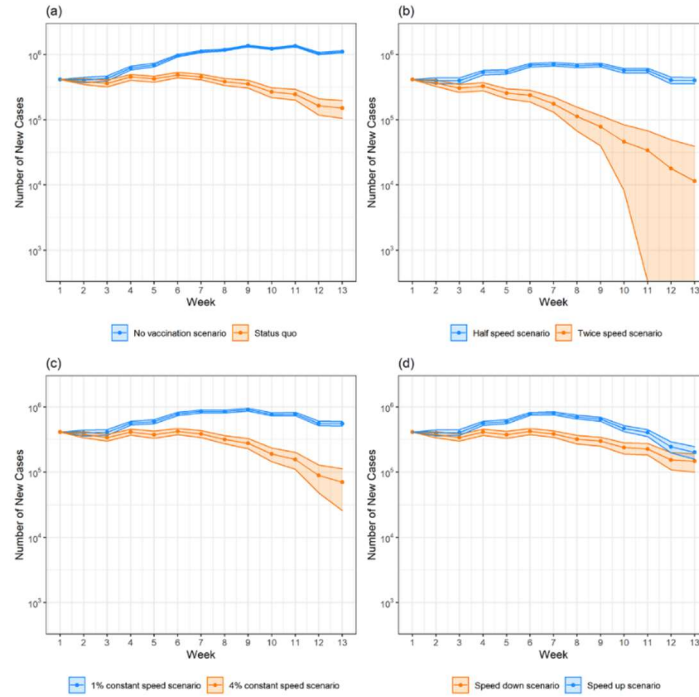 (a)
Number of New Cases
10⁶
10⁵
10⁴
10³
1 2 3 4 5 6 7 8 9 10 11 12 13
Week
No vaccination scenario Status quo
(b)
Number of New Cases
10⁶
10⁵
10⁴
10³
1 2 3 4 5 6 7 8 9 10 11 12 13
Week
Half speed scenario Twice speed scenario
(c)
Number of New Cases
10⁶
10⁵
10⁴
10³
1 2 3 4 5 6 7 8 9 10 11 12 13
Week
1% constant speed scenario 4% constant speed scenario
(d)
Number of New Cases
10⁶
10⁵
10⁴
10³
1 2 3 4 5 6 7 8 9 10 11 12 13
Week
Speed down scenario Speed up scenario